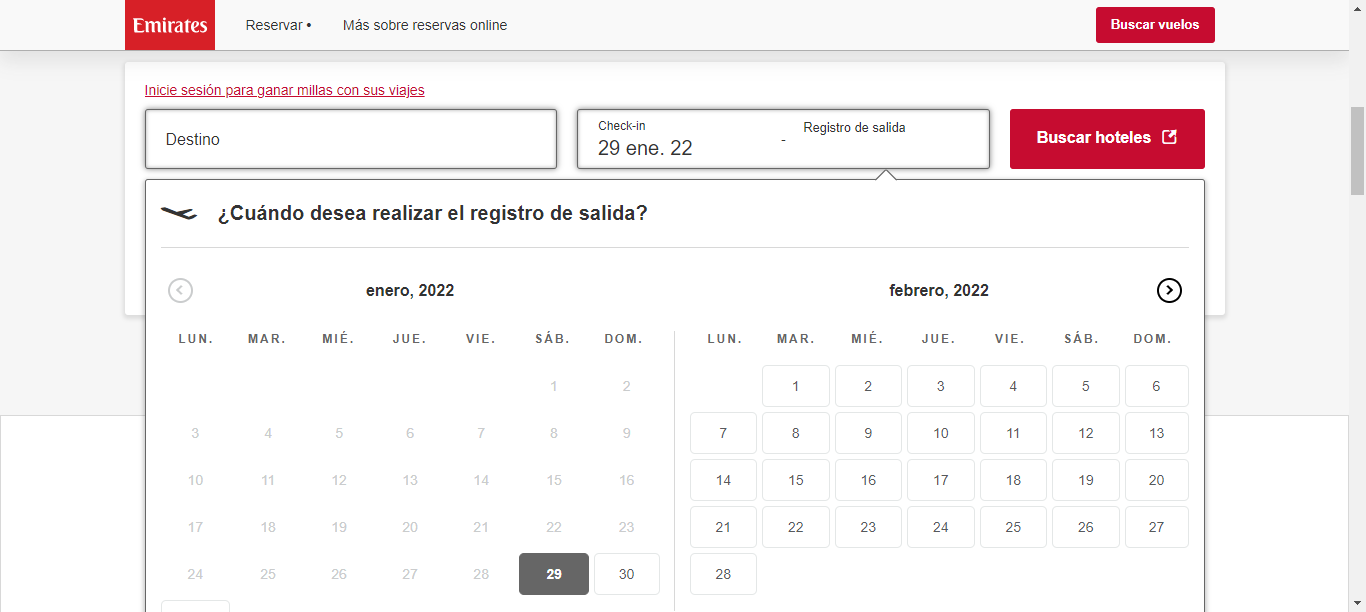 Emirates
Reservar •
Más sobre reservas online
Buscar vuelos
Inicie sesión para ganar millas con sus viajes
Destino
Check-in
29 ene. 22
-
Registro de salida
Buscar hoteles
¿Cuándo desea realizar el registro de salida?
enero, 2022
LUN. MAR. MIÉ. JUE. VIE. SÁB. DOM.
1 2
3 4 5 6 7 8 9
10 11 12 13 14 15 16
17 18 19 20 21 22 23
24 25 26 27 28 29 30
febrero, 2022
LUN. MAR. MIÉ. JUE. VIE. SÁB. DOM.
1 2 3 4 5 6
7 8 9 10 11 12 13
14 15 16 17 18 19 20
21 22 23 24 25 26 27
28